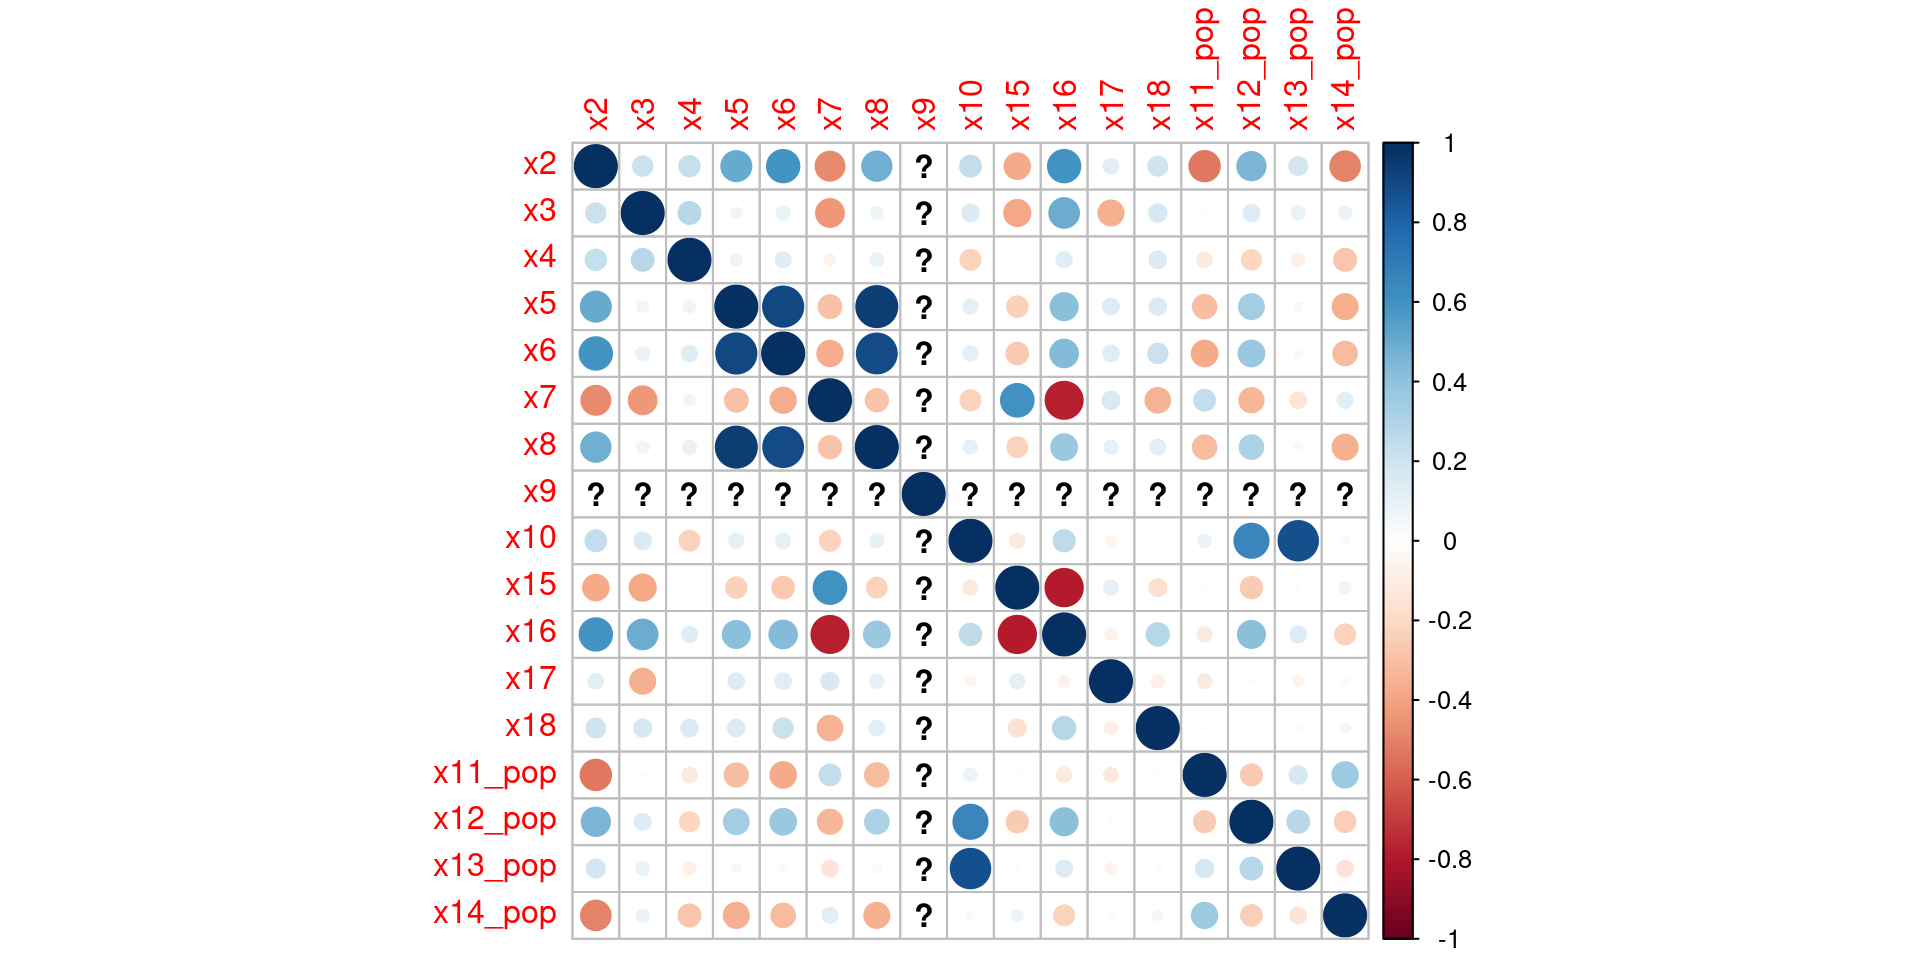 x2 x3 x4 x5 x6 x7 x8 x9 x10 x15 x16 x17 x18 x11_pop x12_pop x13_pop x14_pop
x2 ? 1
x3 ? 0.8
x4 ?
x5 ? 0.6
x6 ?
x7 ? 0.4
x8 ? 0.2
x9 ? ? ? ? ? ? ? ? ? ? ? ? ? ? ? ?
x10 ? 0
x15 ?
x16 ? -0.2
x17 ? -0.4
x18 ?
x11_pop ? -0.6
x12_pop ?
x13_pop ? -0.8
x14_pop ? -1